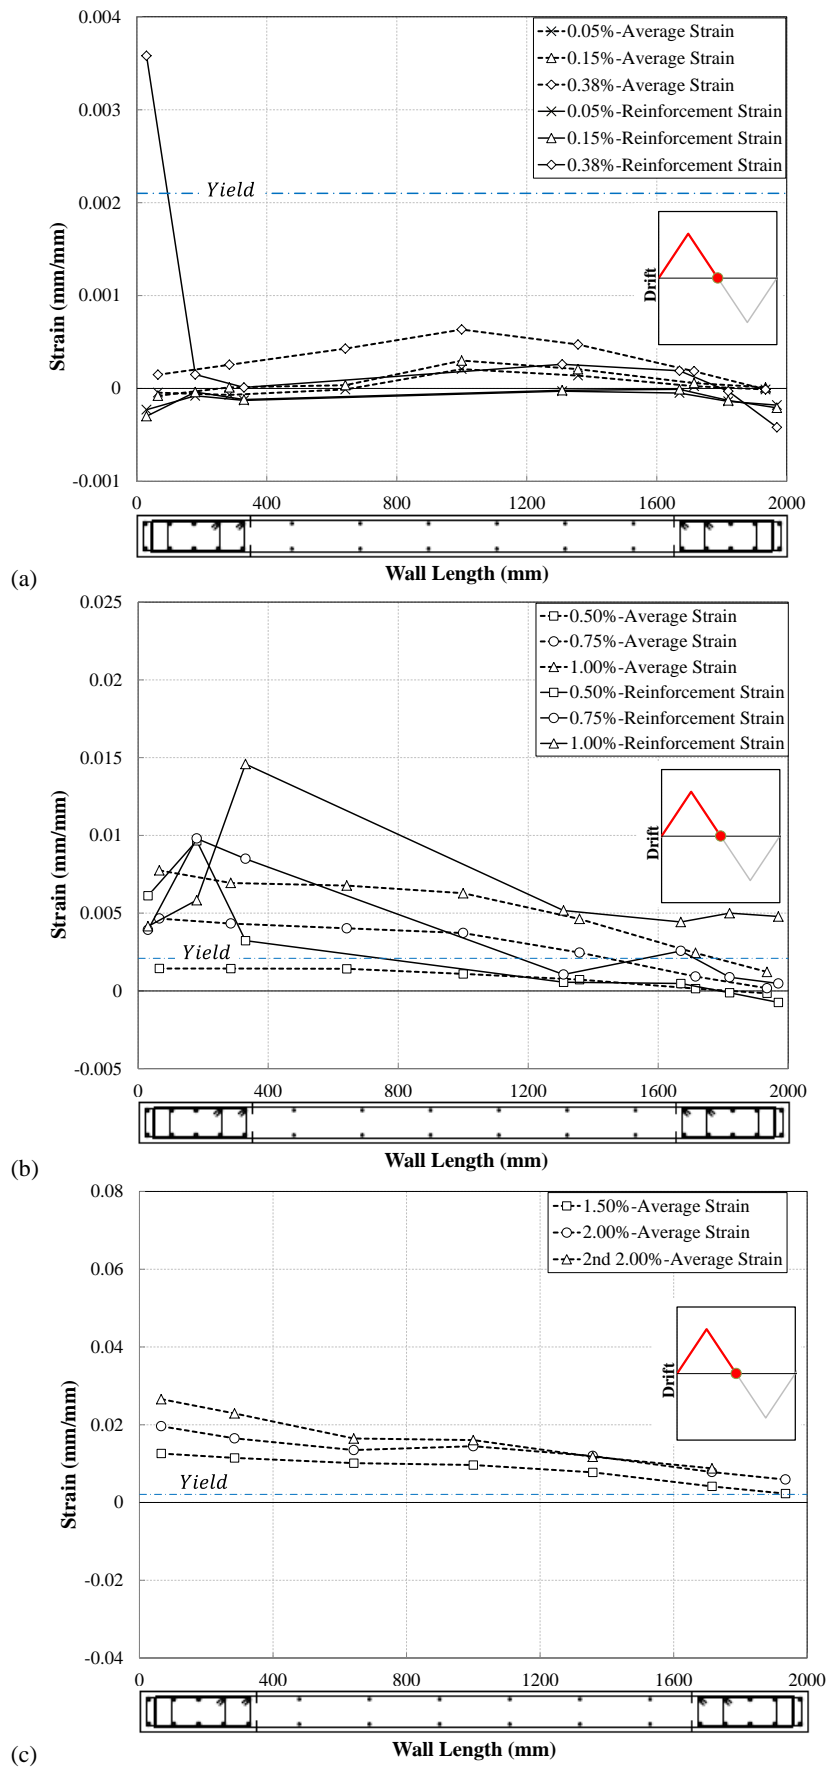 0.004
0.05%-Average Strain
0.15%-Average Strain
0.38%-Average Strain
0.05%-Reinforcement Strain
0.15%-Reinforcement Strain
0.38%-Reinforcement Strain
0.003
Yield
0.002
Strain (mm/mm)
0.001
Drift
0
-0.001
0 400 800 1200 1600 2000
Wall Length (mm)
(a)
0.025
0.50%-Average Strain
0.75%-Average Strain
1.00%-Average Strain
0.50%-Reinforcement Strain
0.75%-Reinforcement Strain
1.00%-Reinforcement Strain
0.02
0.015
Strain (mm/mm)
0.01
Drift
0.005
Yield
0
-0.005
0 400 800 1200 1600 2000
Wall Length (mm)
(b)
0.08
1.50%-Average Strain
2.00%-Average Strain
2nd 2.00%-Average Strain
0.06
0.04
Drift
Strain (mm/mm)
0.02
Yield
0
-0.02
-0.04
0 400 800 1200 1600 2000
Wall Length (mm)
(c)